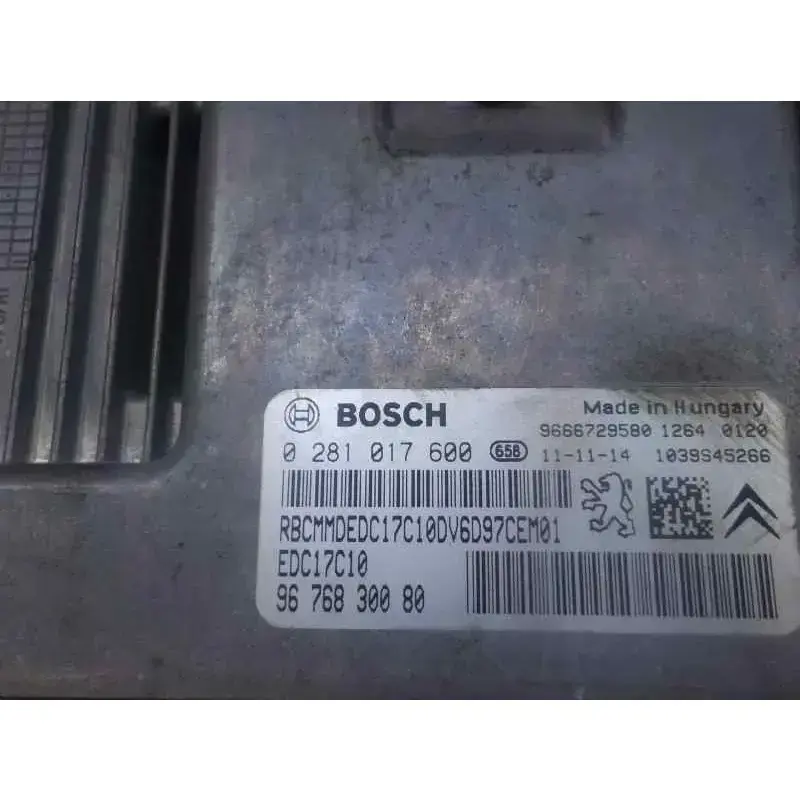 BOSCH
Made in Hungary
9666729580 1264 0120
0 281 017 600 658 11-11-14 1039S45266
RBCMMDEDC17C10DV6D97CEM01
EDC17C10
96 768 300 80